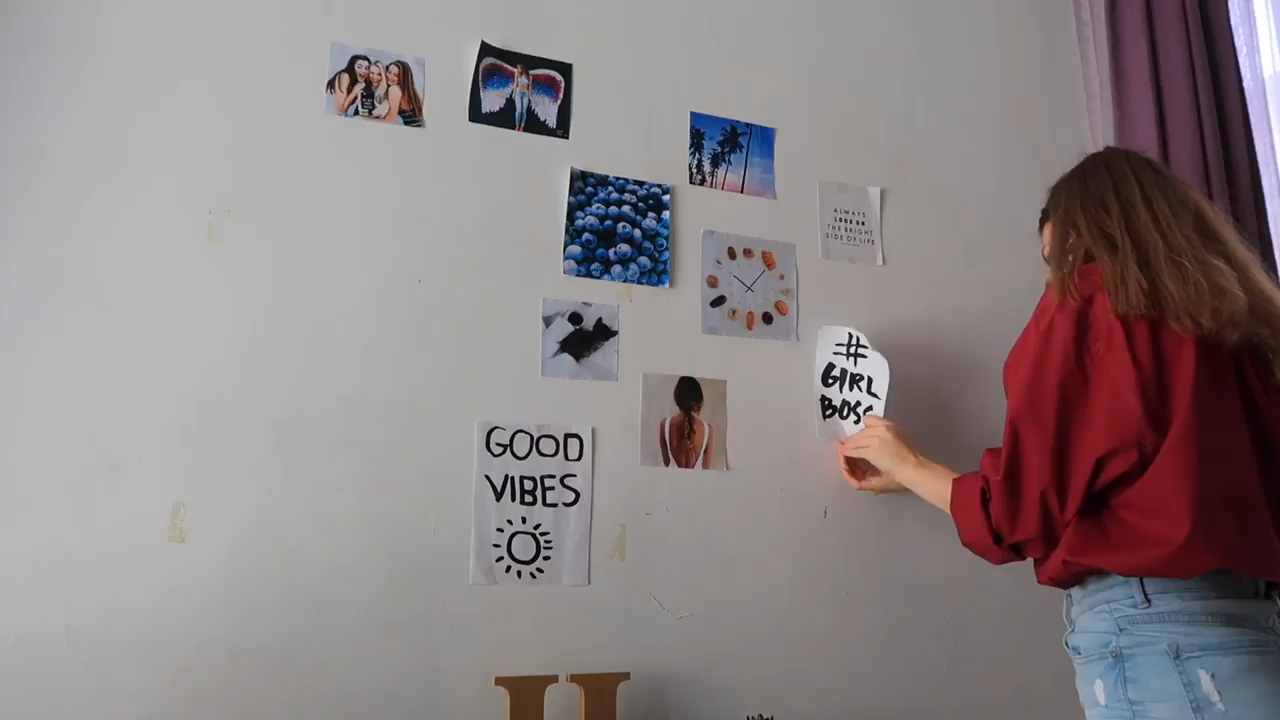 ALWAYS
LOOK ON
THE BRIGHT
SIDE OF LIFE
#
GIRL
BOSS
GOOD
VIBES